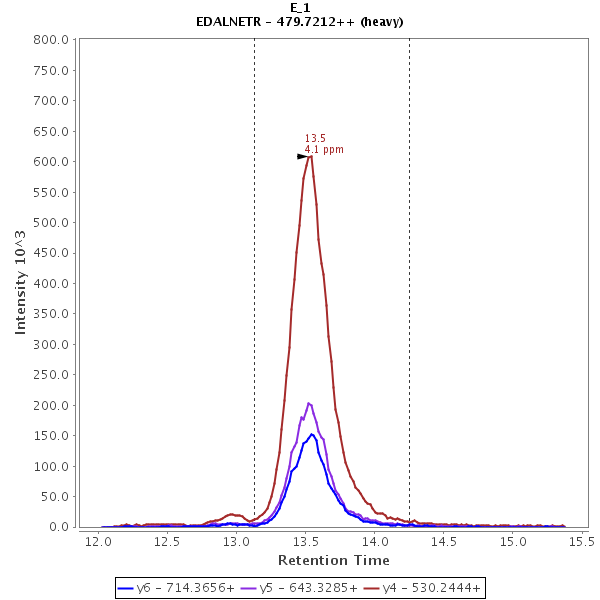 E_1
EDALNETR - 479.7212++ (heavy)
800.0
750.0
700.0
650.0
600.0
550.0
500.0
450.0
400.0
350.0
300.0
250.0
200.0
150.0
100.0
50.0
0.0
Intensity 10^3
13.5
4.1 ppm
12.0 12.5 13.0 13.5 14.0 14.5 15.0 15.5
Retention Time
y6 - 714.3656+ y5 - 643.3285+ y4 - 530.2444+